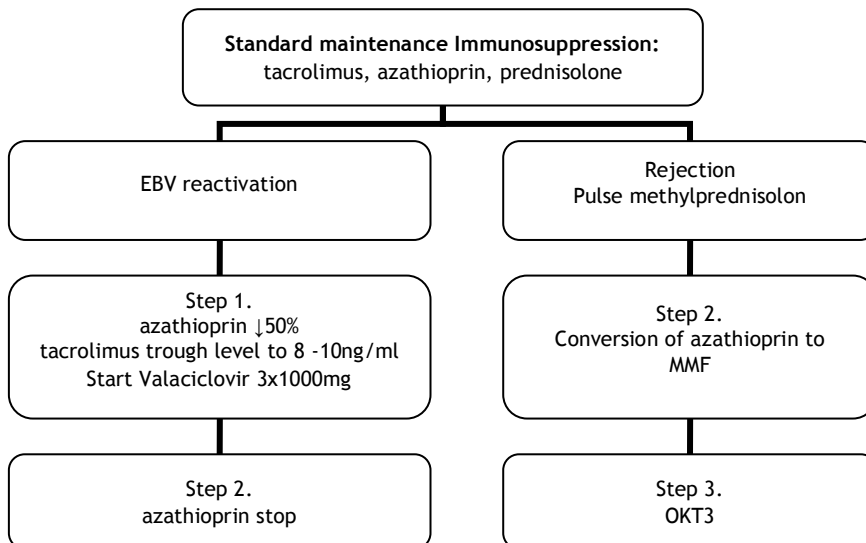 Standard maintenance Immunosuppression:
tacrolimus, azathioprin, prednisolone
EBV reactivation
Rejection
Pulse methylprednisolon
Step 1.
azathioprin ↓50%
tacrolimus trough level to 8 -10ng/ml
Start Valaciclovir 3x1000mg
Step 2.
Conversion of azathioprin to
MMF
Step 2.
azathioprin stop
Step 3.
OKT3